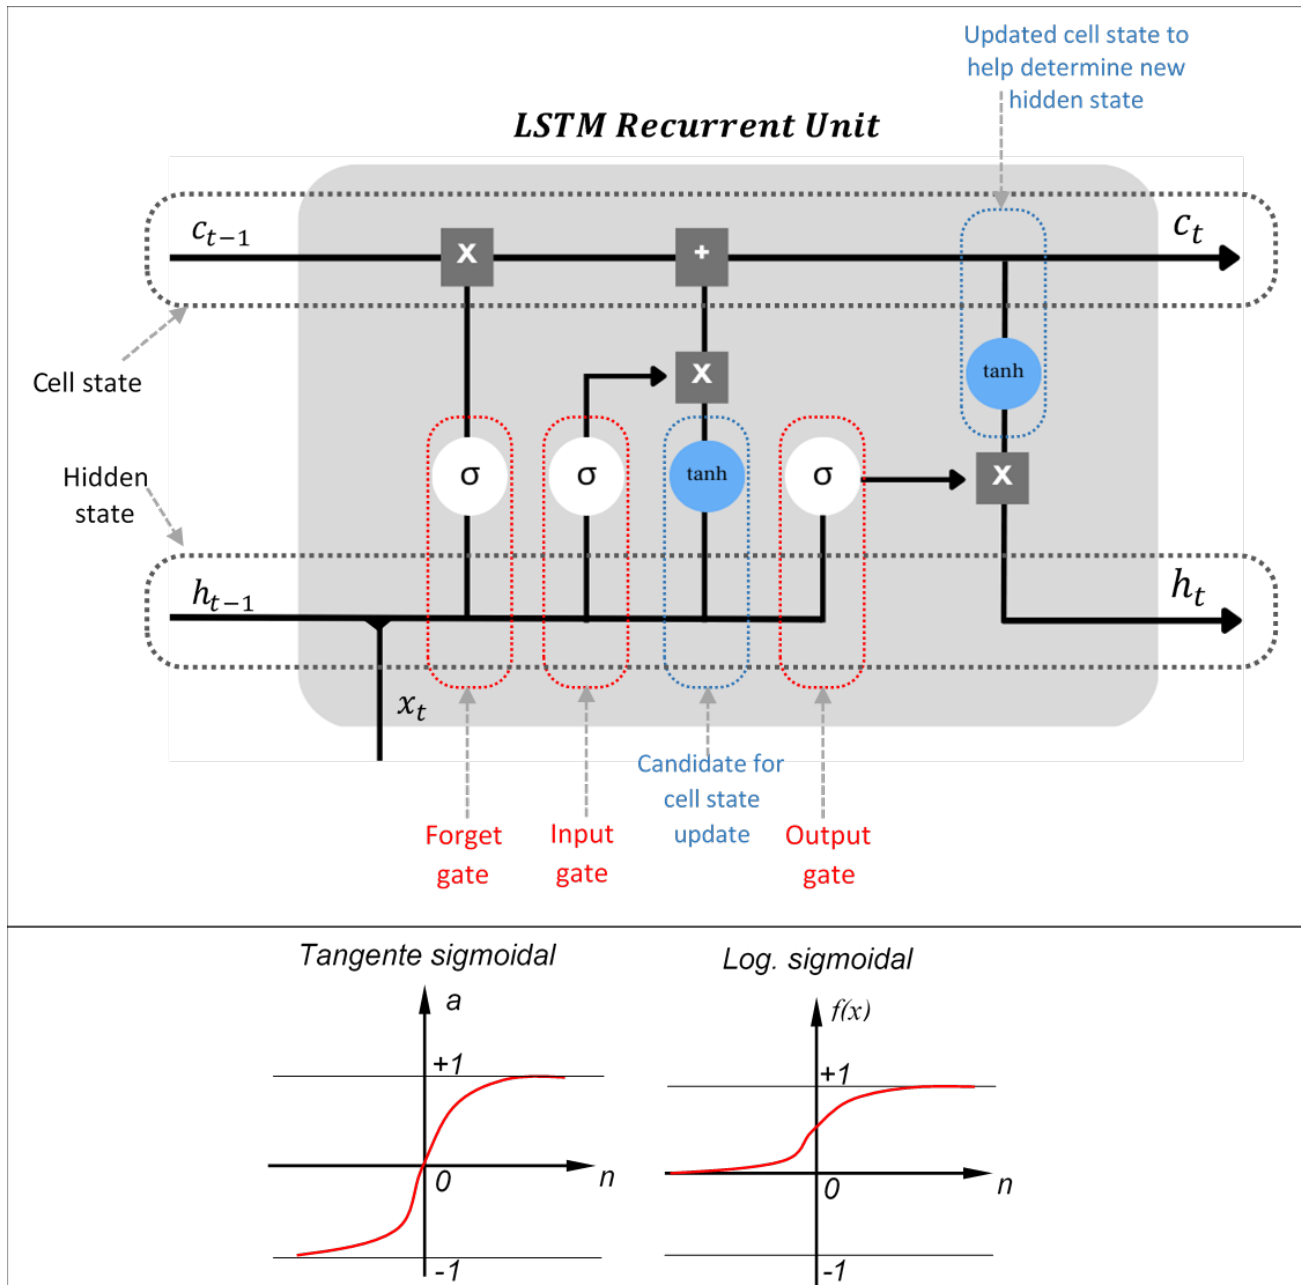 Updated cell state to
help determine new
hidden state
LSTM Recurrent Unit
c_{t-1}
c_t
x
+
Cell state
x
tanh
Hidden
state
σ
σ
tanh
σ
x
h_{t-1}
h_t
x_t
Forget
gate
Input
gate
Candidate for
cell state
update
Output
gate
Tangente sigmoidal
a
+1
0
n
-1
Log. sigmoidal
f(x)
+1
0
n
-1